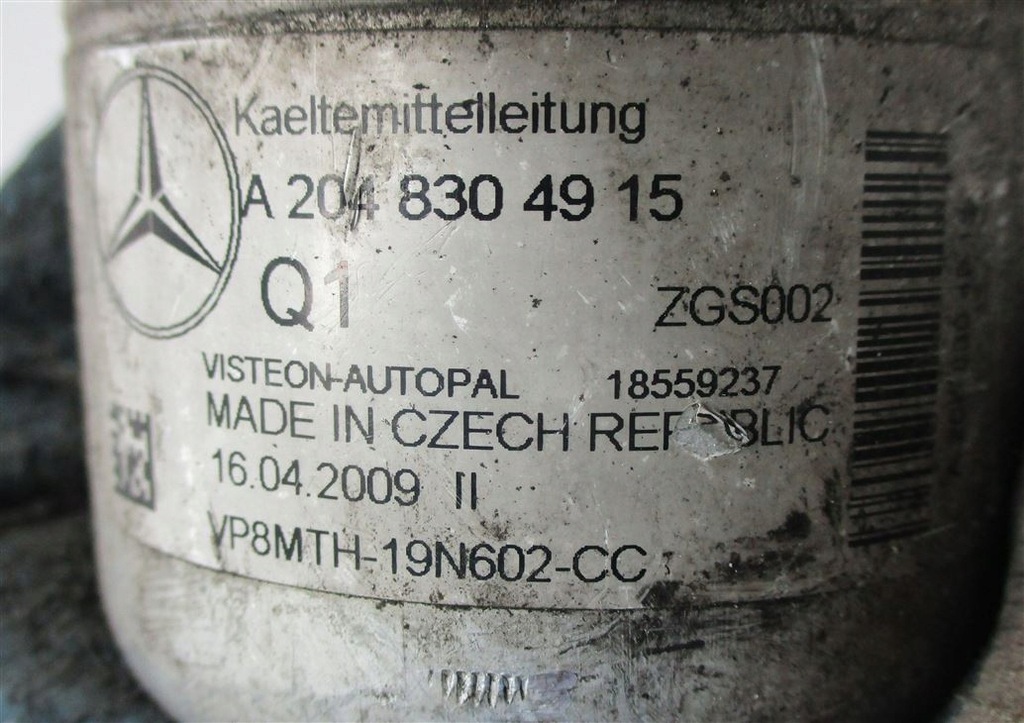 Kaeltemittelleitung
A 204 830 49 15
Q1 ZGS002
VISTEON-AUTOPAL 18559237
MADE IN CZECH REPUBLIC
16.04.2009 II
VP8MTH-19N602-CC